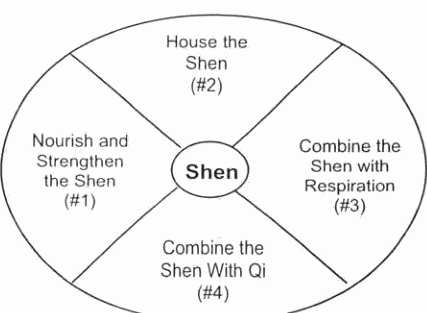 House the
Shen
(#2)
Nourish and
Strengthen
the Shen
(#1)
Shen
Combine the
Shen with
Respiration
(#3)
Combine the
Shen With Qi
(#4)